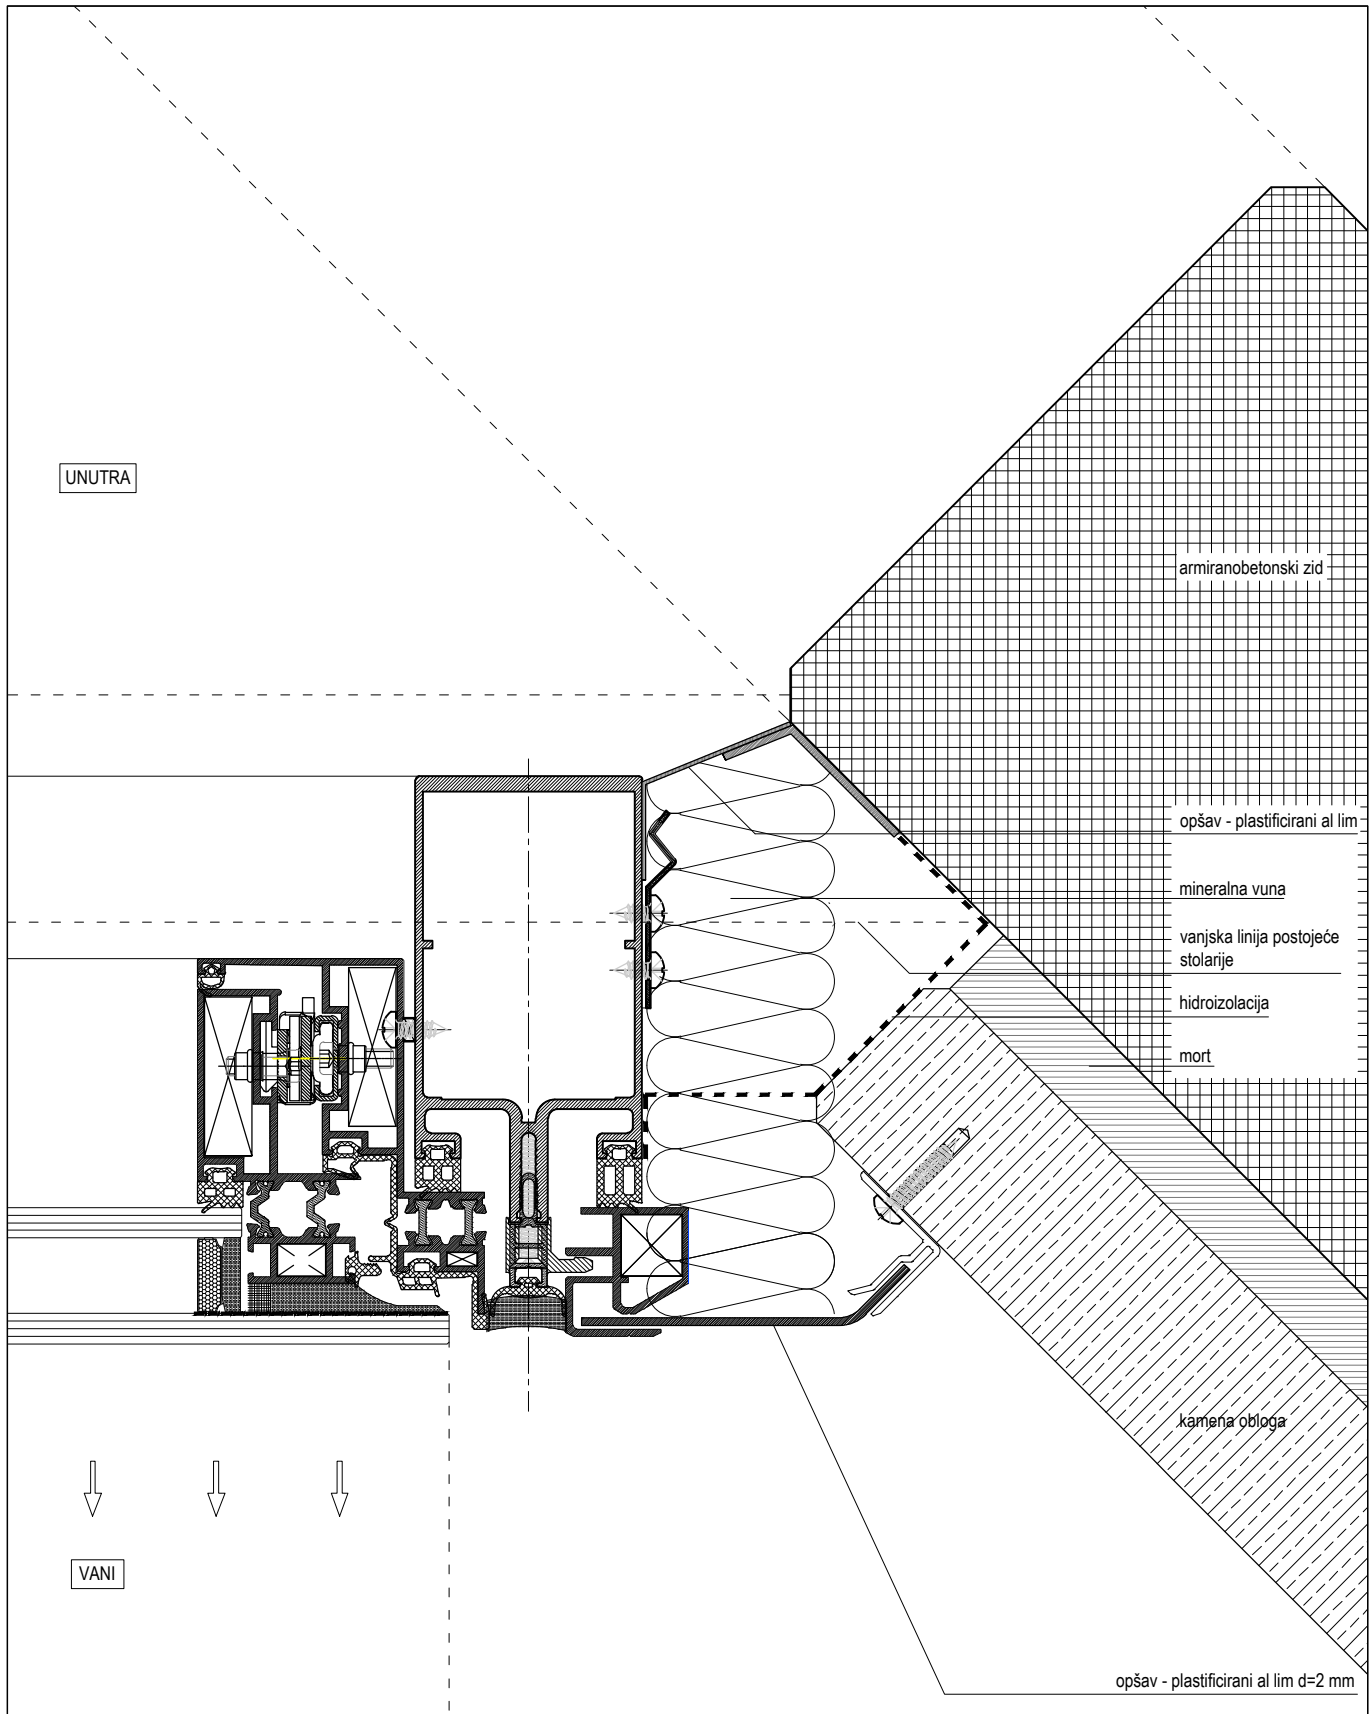 UNUTRA
armiranobetonski zid
opšav - plastificirani al lim
mineralna vuna
vanjska linija postojeće
stolarije
hidroizolacija
mort
kamena obloga
VANI
opšav - plastificirani al lim d=2 mm